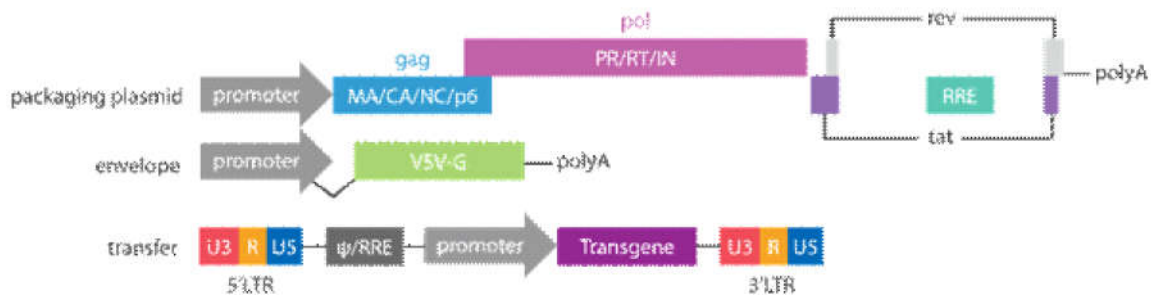 pol
rev
gag
PR/RT/IN
polyA
packaging plasmid
promoter
MA/CA/NC/p6
RRE
tat
envelope
promoter
VSV-G
polyA
transfer
U3 R U5
ψ/RRE
promoter
Transgene
U3 R U5
5'LTR
3'LTR